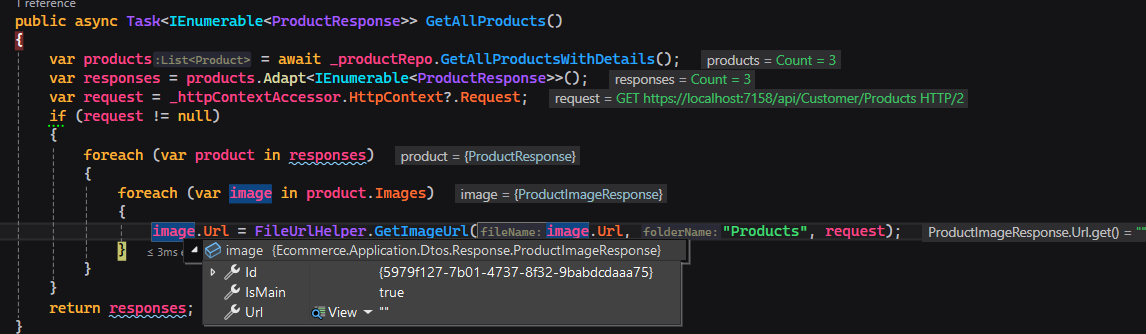 1 reference
public async Task<IEnumerable<ProductResponse>> GetAllProducts()
{
var products:List<Product> = await _productRepo.GetAllProductsWithDetails(); products = Count = 3
var responses = products.Adapt<IEnumerable<ProductResponse>>(); responses = Count = 3
var request = _httpContextAccessor.HttpContext?.Request; request = GET https://localhost:7158/api/Customer/Products HTTP/2
if (request != null)
{
foreach (var product in responses) product = {ProductResponse}
{
foreach (var image in product.Images) image = {ProductImageResponse}
{
image.Url = FileUrlHelper.GetImageUrl(fileName:image.Url, folderName:"Products", request); ProductImageResponse.Url.get() = ""
} ≤ 3ms e
image {Ecommerce.Application.Dtos.Response.ProductImageResponse}
} Id {5979f127-7b01-4737-8f32-9babdcdaaa75}
} IsMain true
return responses; Url View ""
}